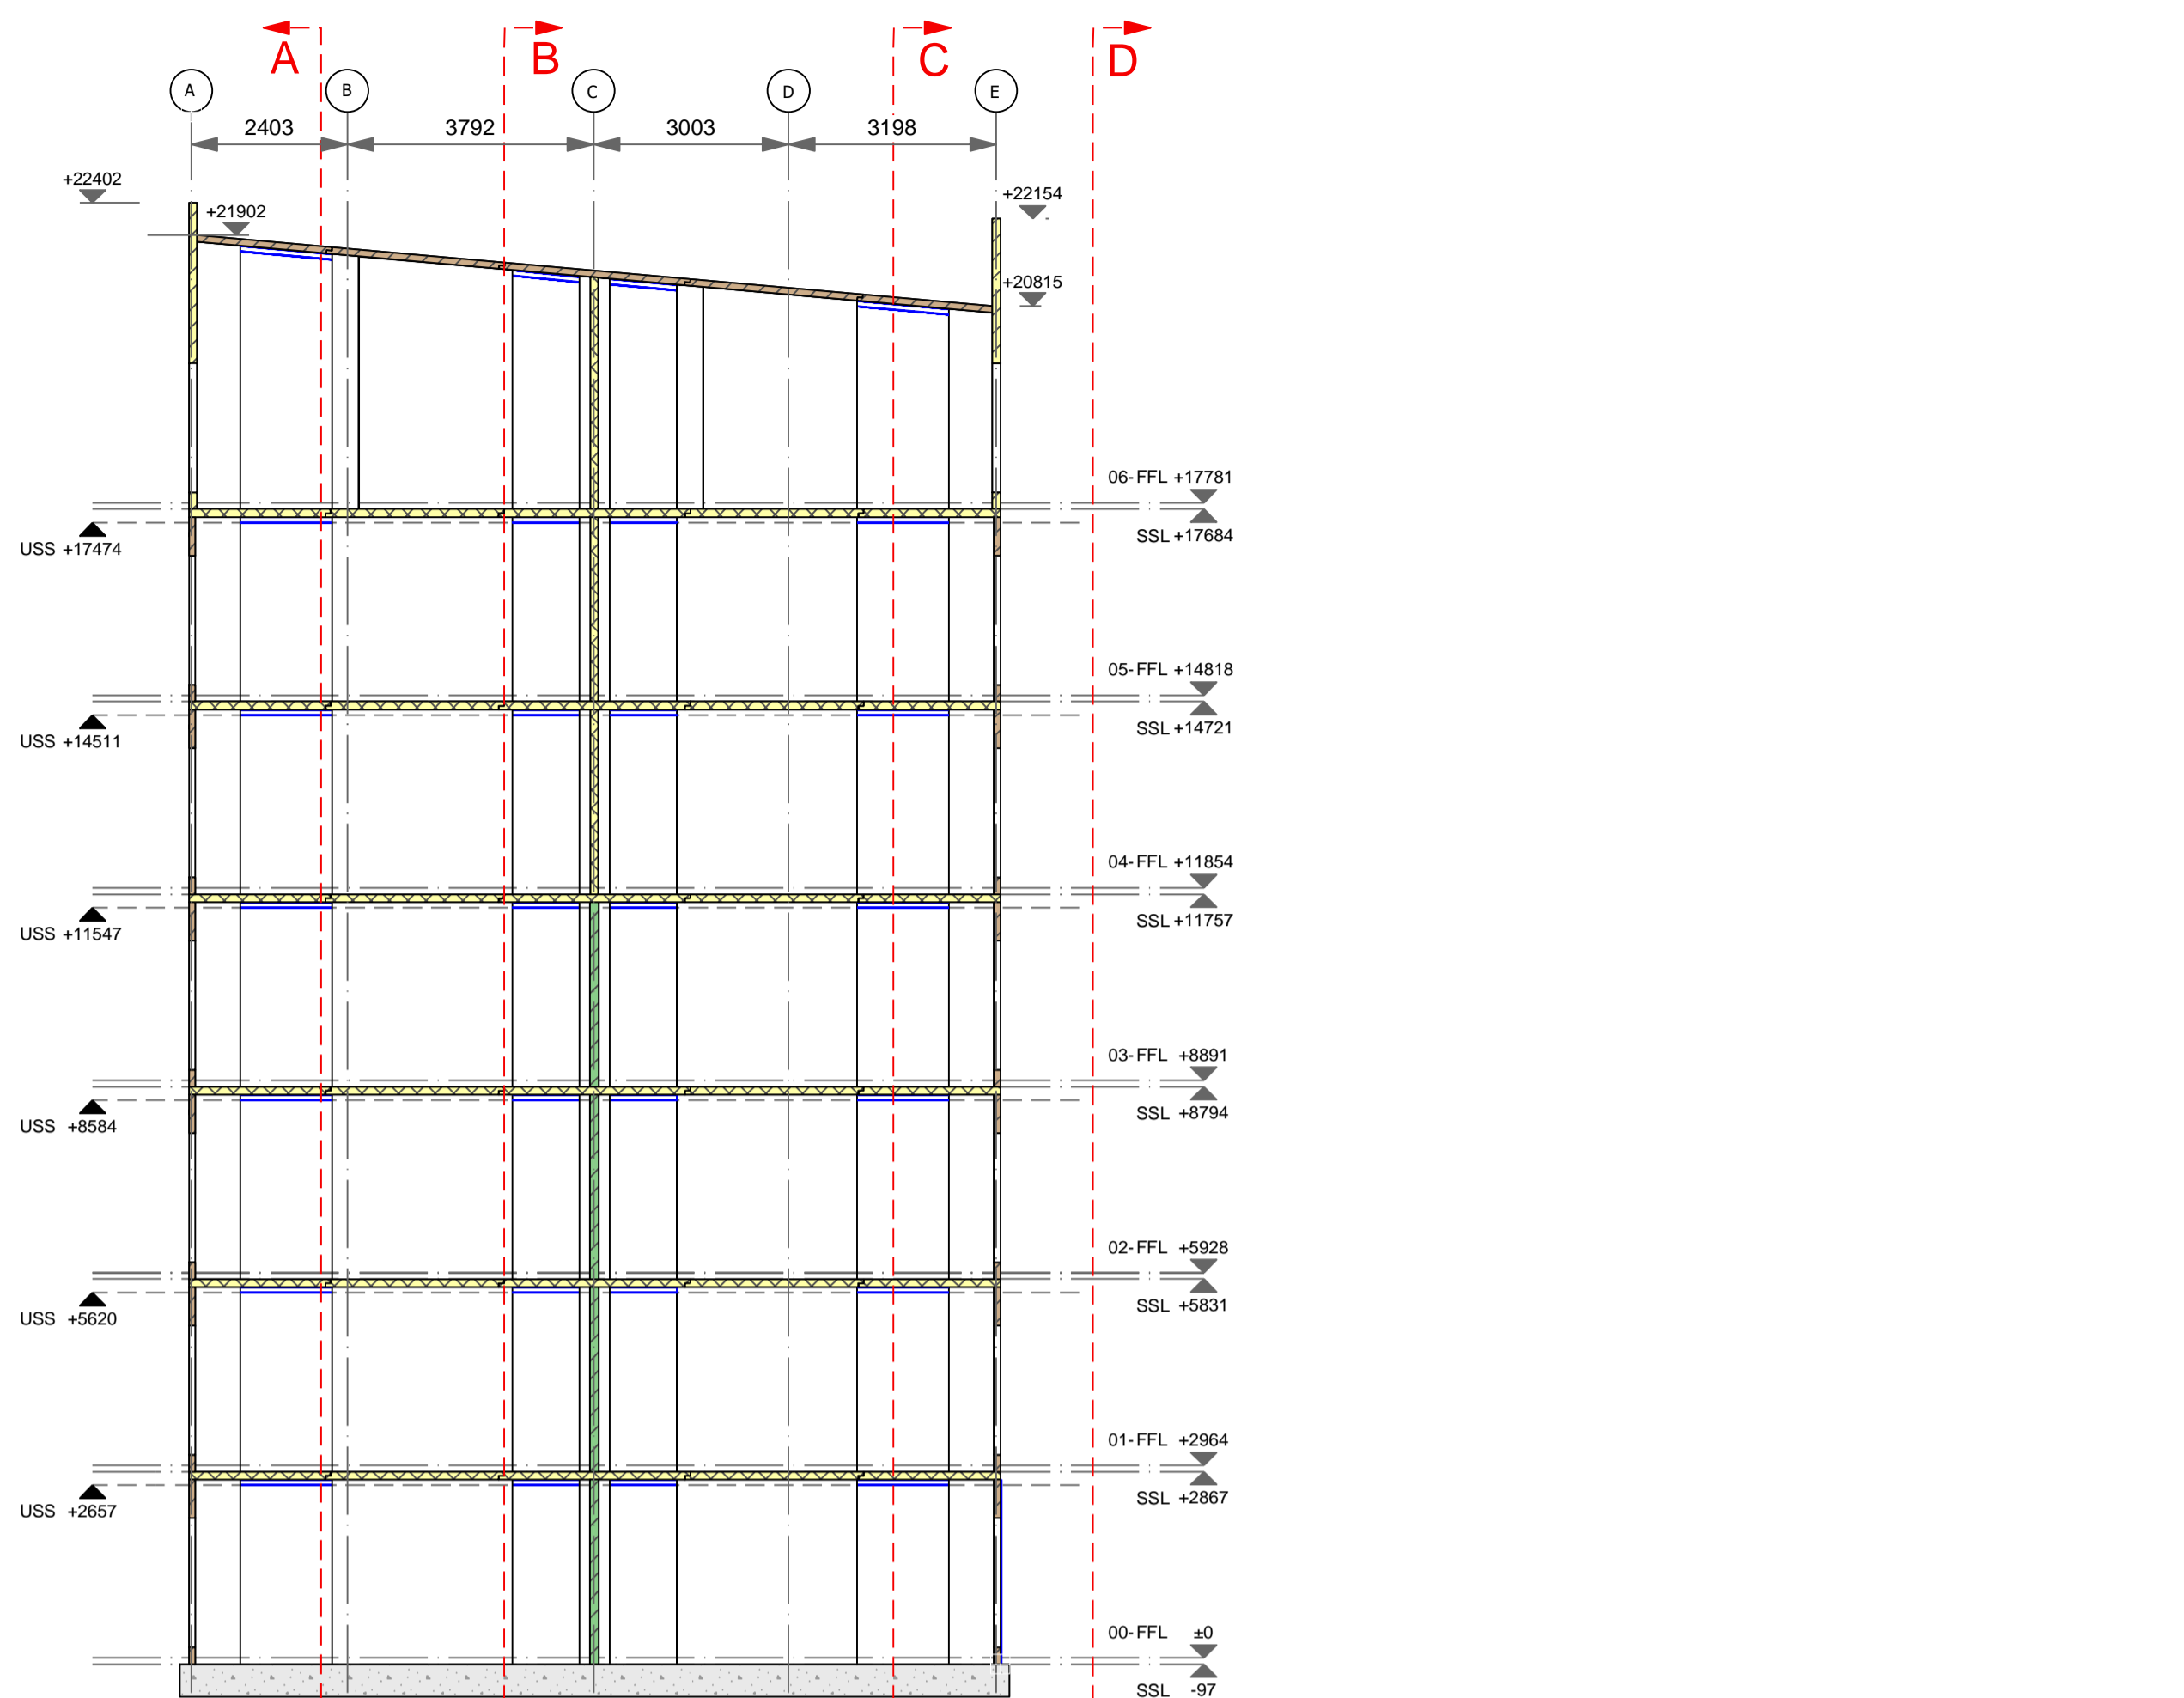 A B C D
A B C D E
2403 3792 3003 3198
+22402
+22154
+21902
+20815
06-FFL +17781
USS +17474
SSL +17684
05-FFL +14818
USS +14511
SSL +14721
04-FFL +11854
USS +11547
SSL +11757
03-FFL +8891
USS +8584
SSL +8794
02-FFL +5928
USS +5620
SSL +5831
01-FFL +2964
USS +2657
SSL +2867
00-FFL ±0
SSL -97